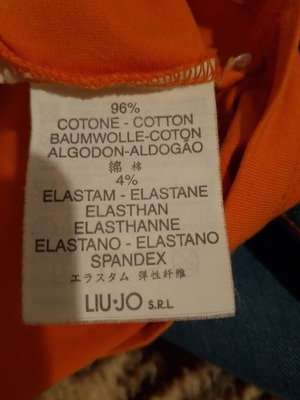 96%
COTONE - COTTON
BAUMWOLLE-COTON
ALGODON-ALDOGÃO
綿 棉
4%
ELASTAM - ELASTANE
ELASTHAN
ELASTHANNE
ELASTANO - ELASTANO
SPANDEX
エラスタム 弾性纤维
LIU·JO S.R.L.